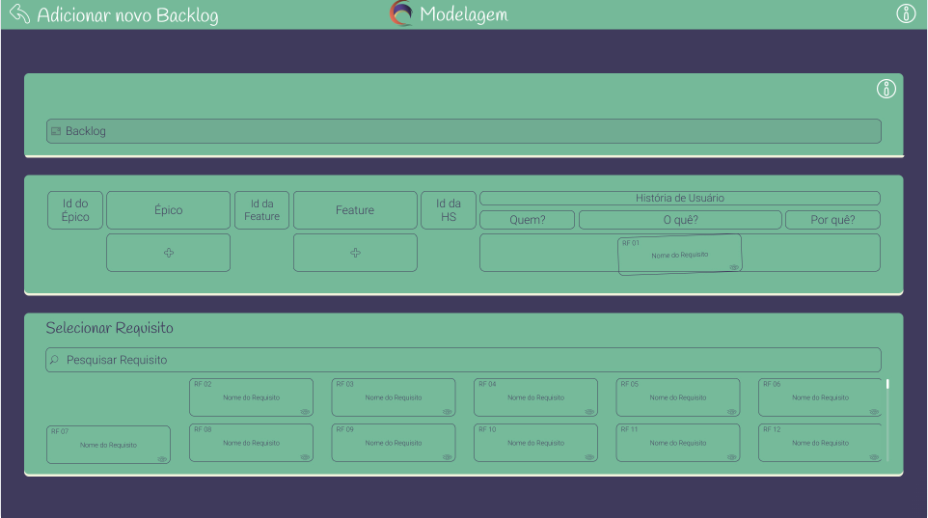 Adicionar novo Backlog
Modelagem
Backlog
Id do Épico
Épico
Id da Feature
Feature
Id da HS
História de Usuário
Quem?
O quê?
Por quê?
RF 01
Nome do Requisito
Selecionar Requisito
Pesquisar Requisito
RF 02
Nome do Requisito
RF 03
Nome do Requisito
RF 04
Nome do Requisito
RF 05
Nome do Requisito
RF 06
Nome do Requisito
RF 07
Nome do Requisito
RF 08
Nome do Requisito
RF 09
Nome do Requisito
RF 10
Nome do Requisito
RF 11
Nome do Requisito
RF 12
Nome do Requisito